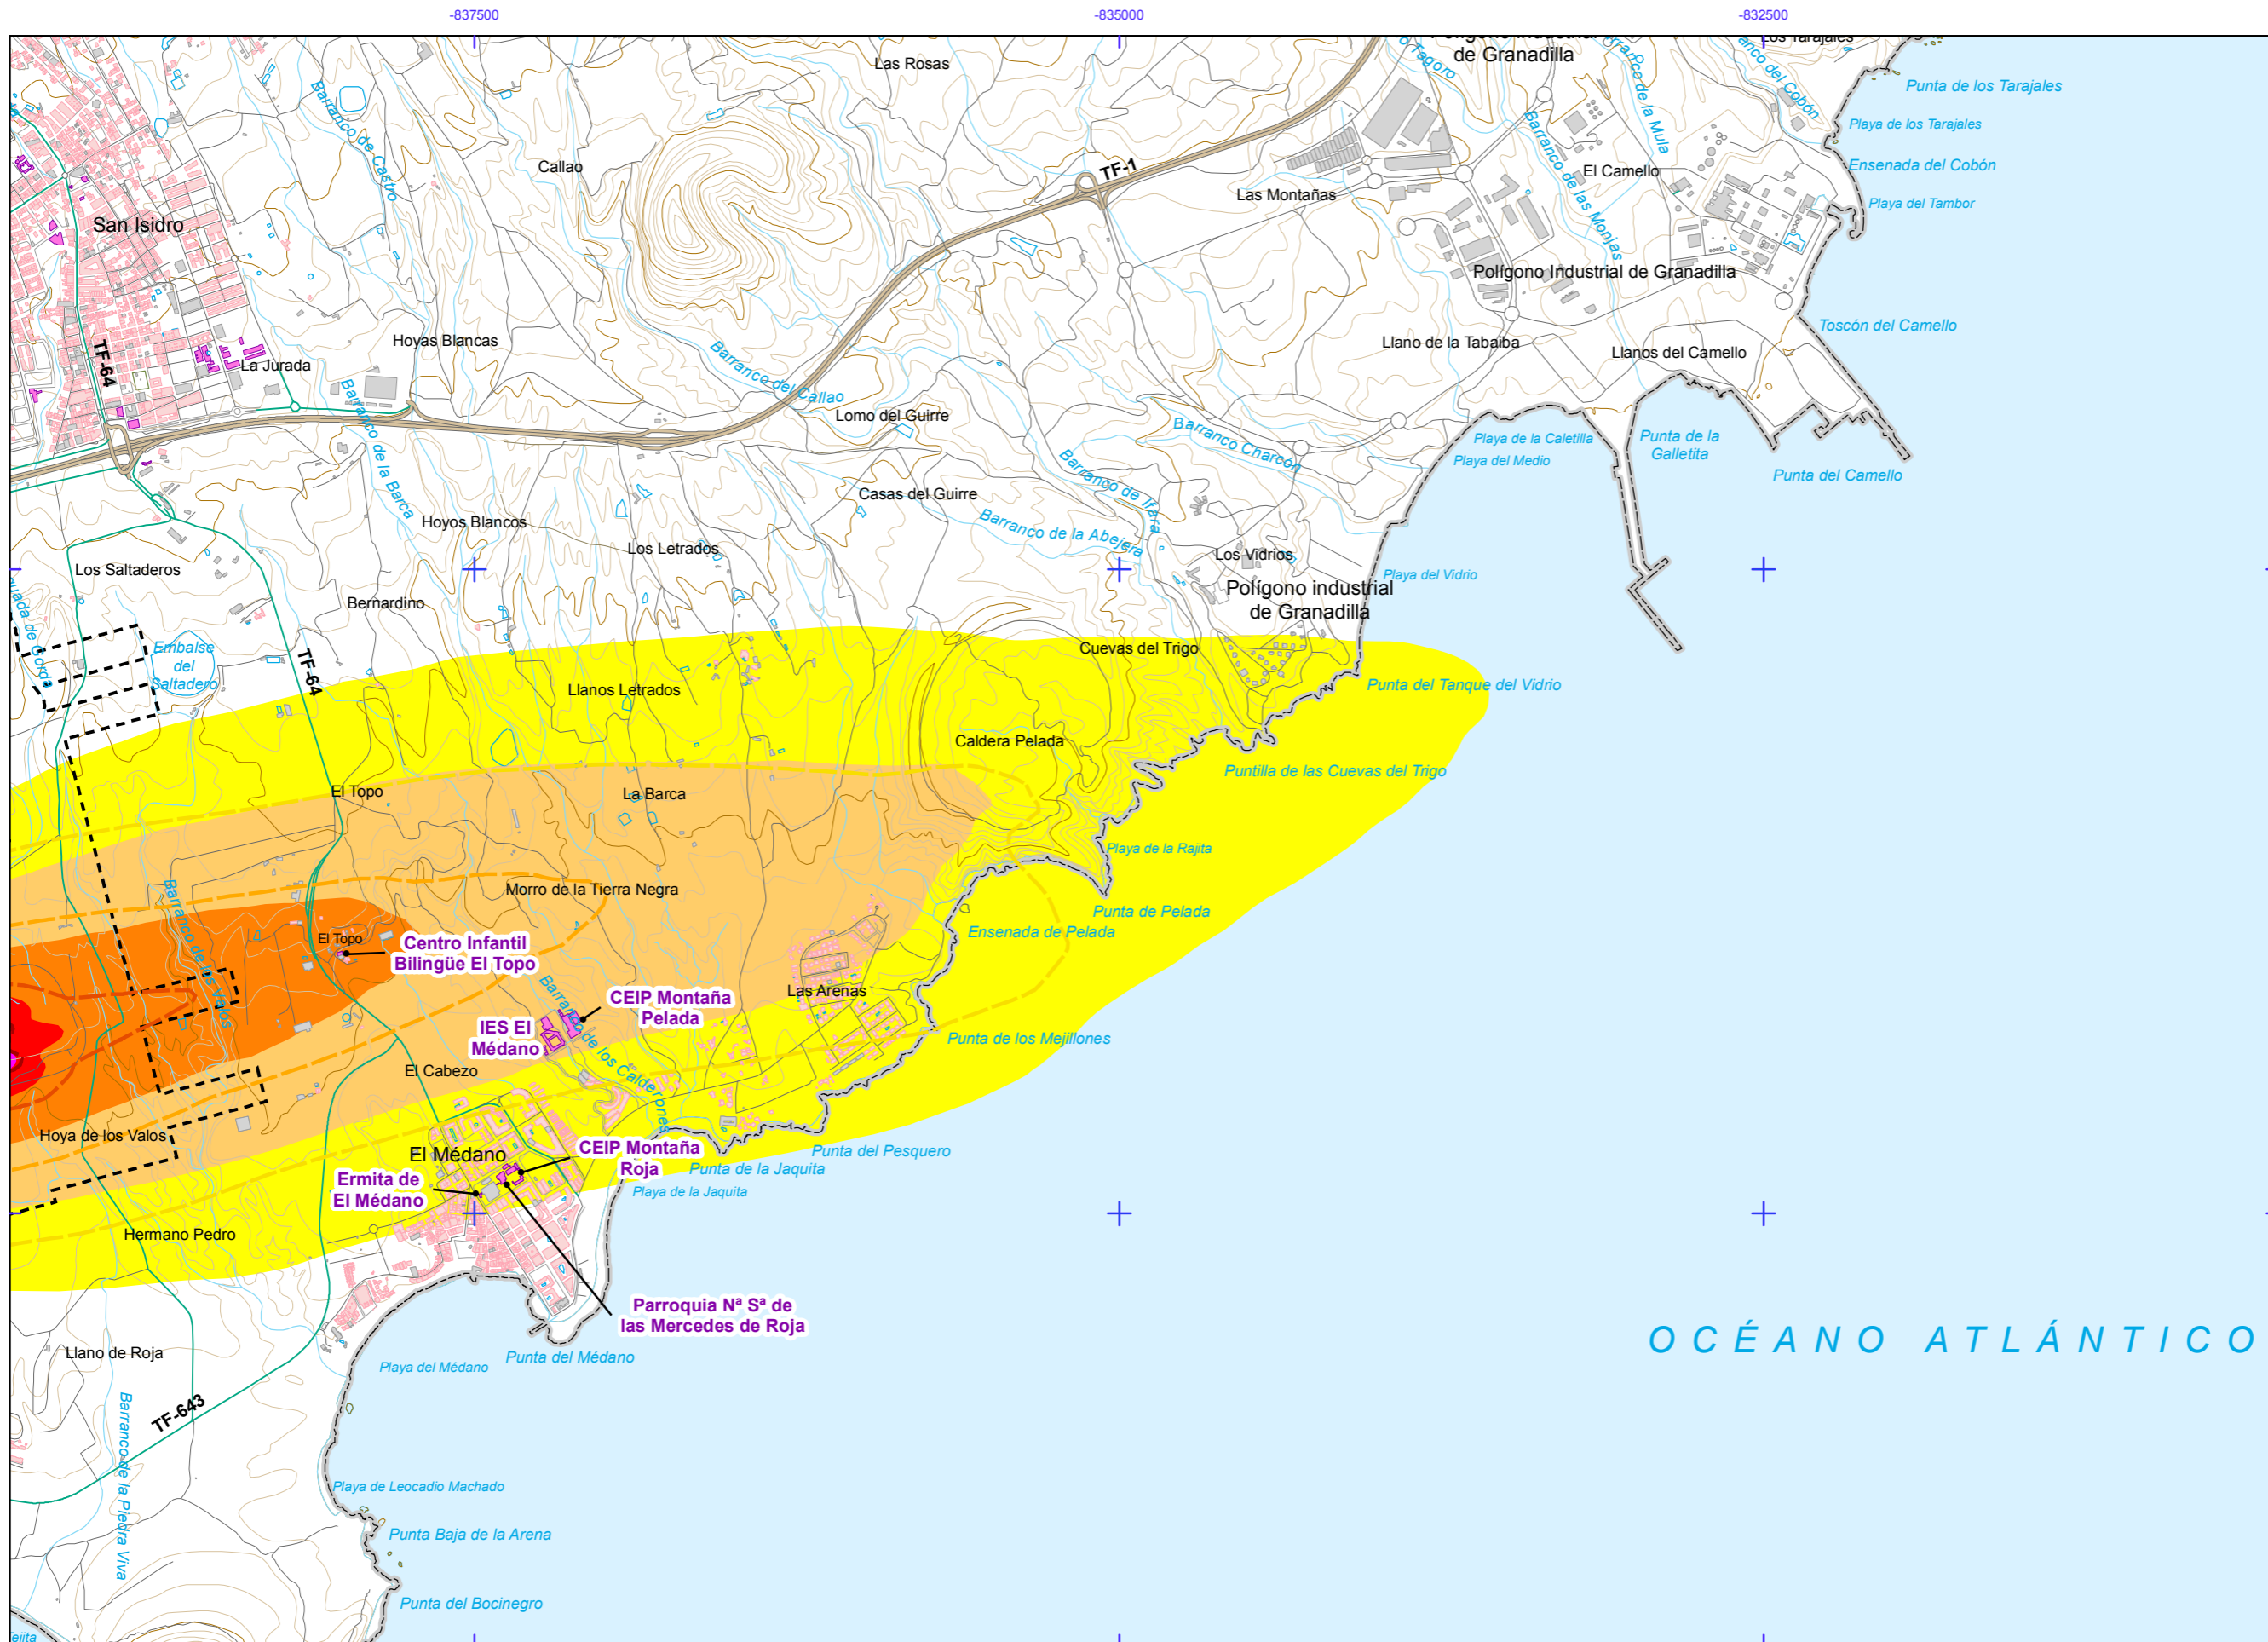 -837500
-835000
-832500
Las Rosas
de Granadilla
Los Tarajales
Punta de los Tarajales
Barranco de Castro
Barranco de la Mula
Barranco del Cobón
Playa de los Tarajales
Callao
TF-1
Barranco de las Monjas
El Camello
Ensenada del Cobón
Las Montañas
Playa del Tambor
San Isidro
Polígono Industrial de Granadilla
Toscón del Camello
Hoyas Blancas
Llano de la Tabaiba
Llanos del Camello
TF-64
La Jurada
Barranco del Callao
Lomo del Guirre
Barranco de la Barca
Barranco Charcón
Playa de la Caletilla
Playa del Medio
Punta de la
Galletita
Punta del Camello
Barranco de Ifara
Casas del Guirre
Hoyos Blancos
Barranco de la Abejera
Los Letrados
Los Vidrios
Los Saltaderos
Playa del Vidrio
Polígono industrial
de Granadilla
Bernardino
Embalse
del
Saltadero
TF-64
Cuevas del Trigo
Llanos Letrados
Punta del Tanque del Vidrio
Caldera Pelada
Puntilla de las Cuevas del Trigo
El Topo
La Barca
Playa de la Rajita
Morro de la Tierra Negra
Barranco de los Valos
Punta de Pelada
El Topo
Centro Infantil
Bilingüe El Topo
Ensenada de Pelada
Las Arenas
CEIP Montaña
Pelada
IES El
Médano
Barranco de los Calderones
Punta de los Mejillones
El Cabezo
Hoya de los Valos
El Médano
CEIP Montaña
Roja
Punta del Pesquero
Punta de la Jaquita
Playa de la Jaquita
Ermita de
El Médano
Hermano Pedro
Parroquia Nª Sª de
las Mercedes de Roja
OCÉANO ATLÁNTICO
Llano de Roja
Punta del Médano
Playa del Médano
TF-643
Barranco de la Piedra Viva
Playa de Leocadio Machado
Punta Baja de la Arena
Punta del Bocinegro